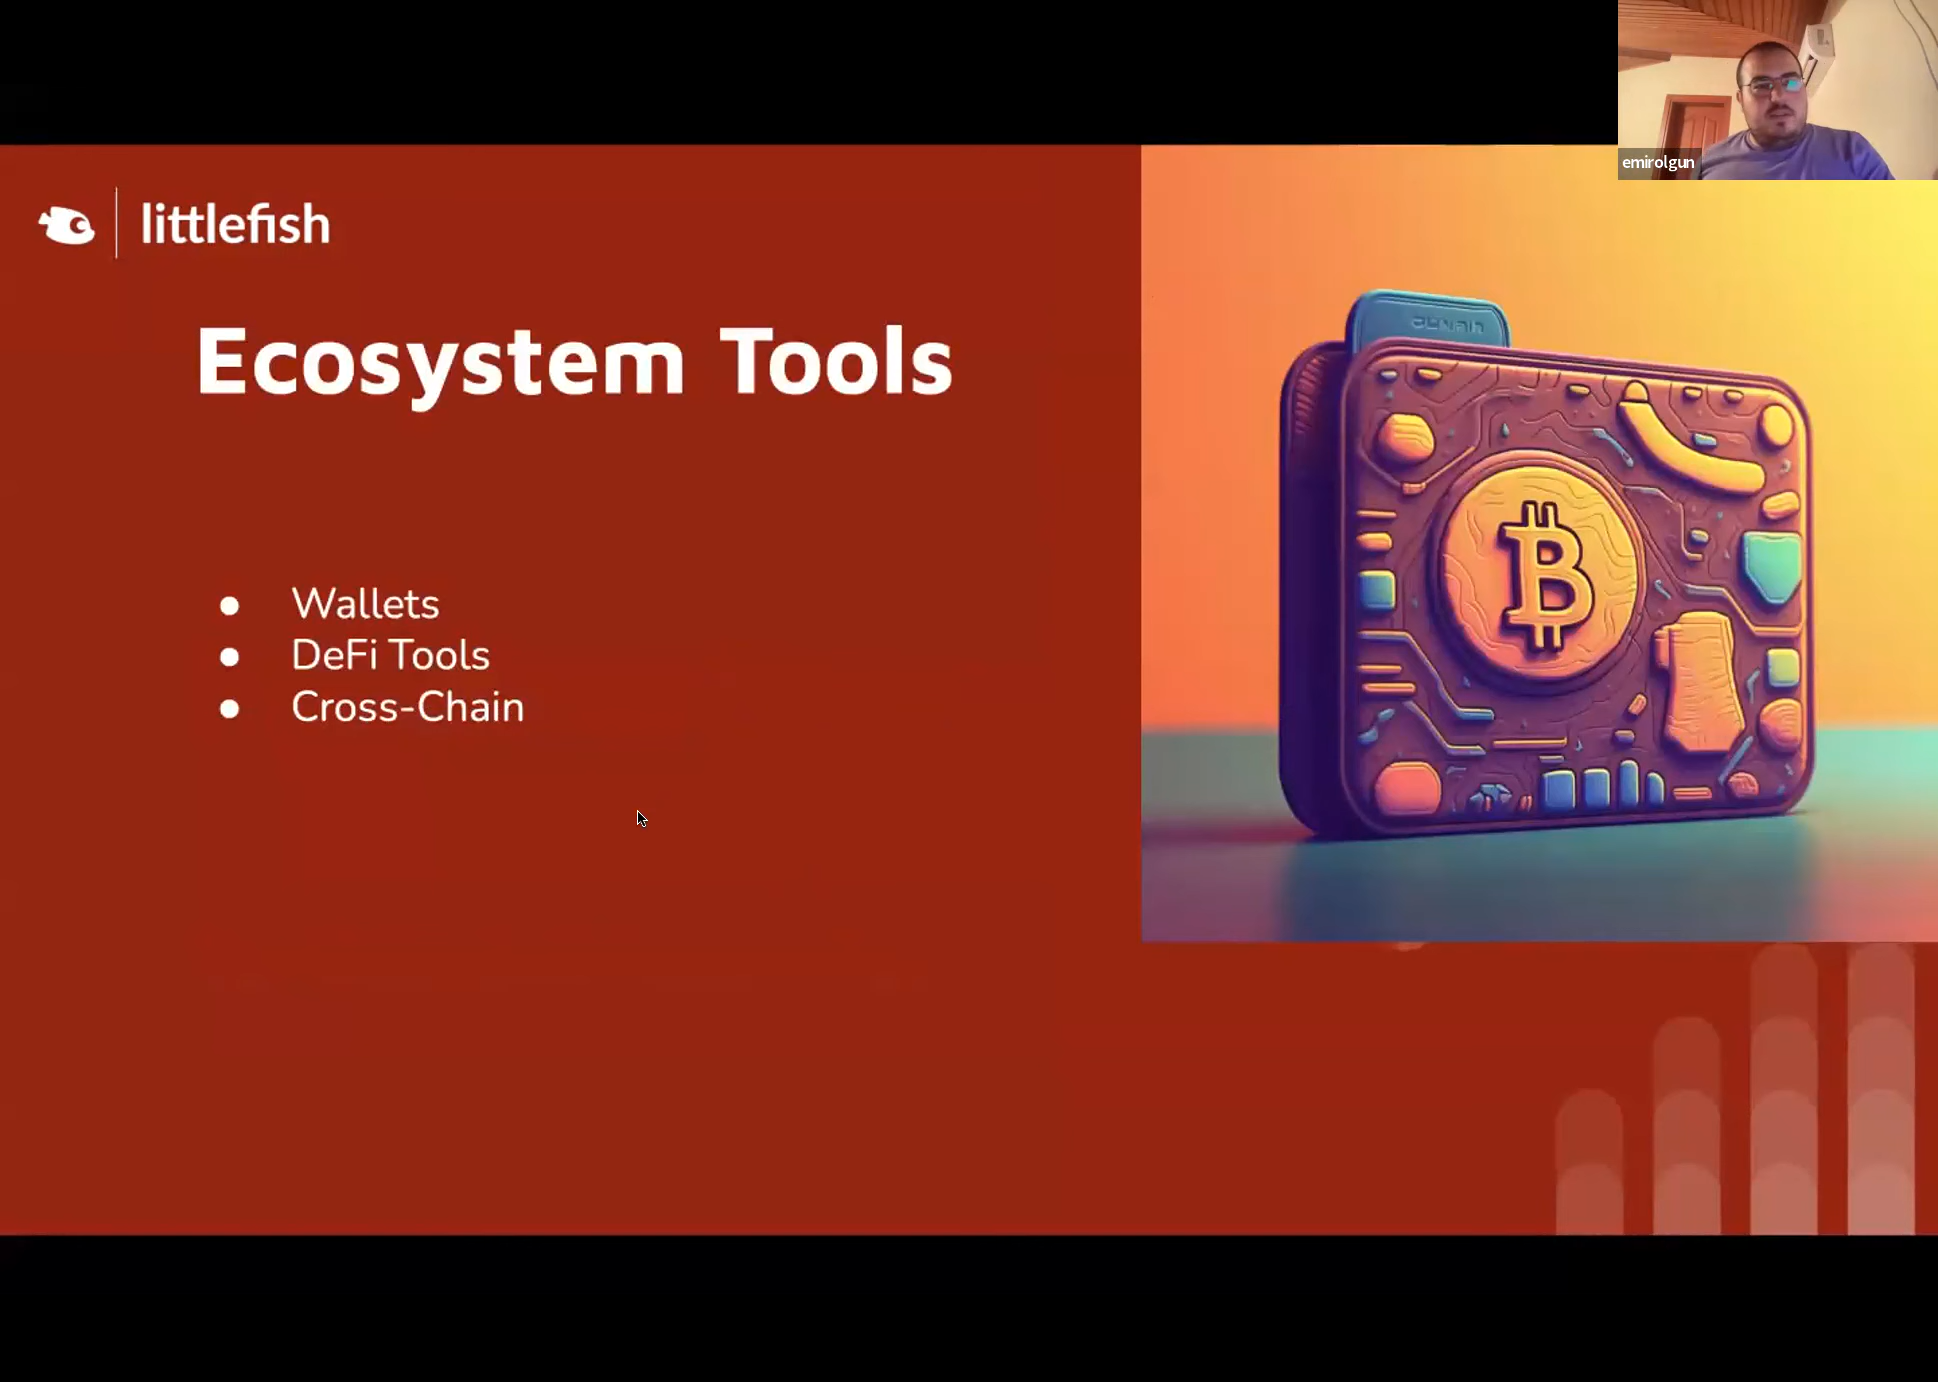 emirolgun
littlefish
Ecosystem Tools
● Wallets
● DeFi Tools
● Cross-Chain